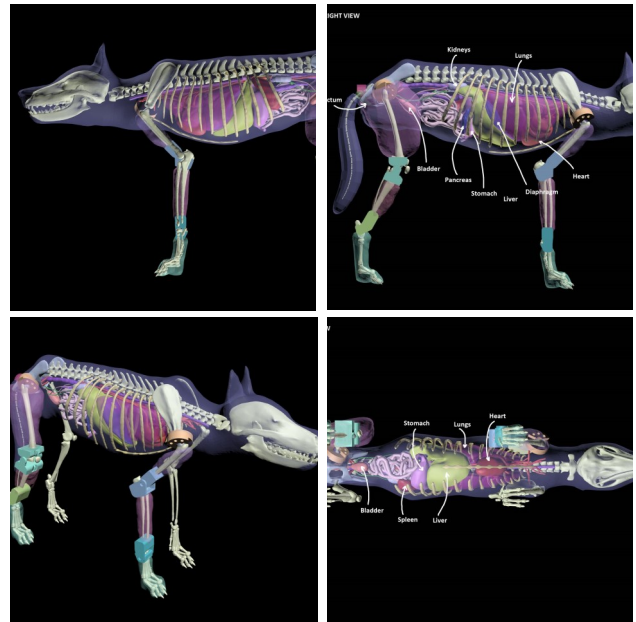 IGHT VIEW
Kidneys
Lungs
ctum
Bladder
Pancreas
Stomach
Liver
Diaphragm
Heart
W
Stomach
Lungs
Heart
Bladder
Spleen
Liver